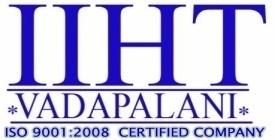 IIHT
*VADAPALANI*
ISO 9001:2008 CERTIFIED COMPANY